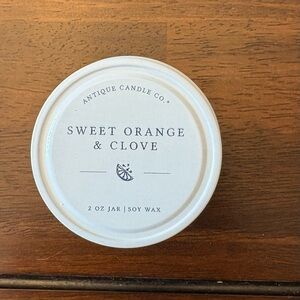 ANTIQUE CANDLE CO.®
SWEET ORANGE
& CLOVE
2 OZ JAR | SOY WAX